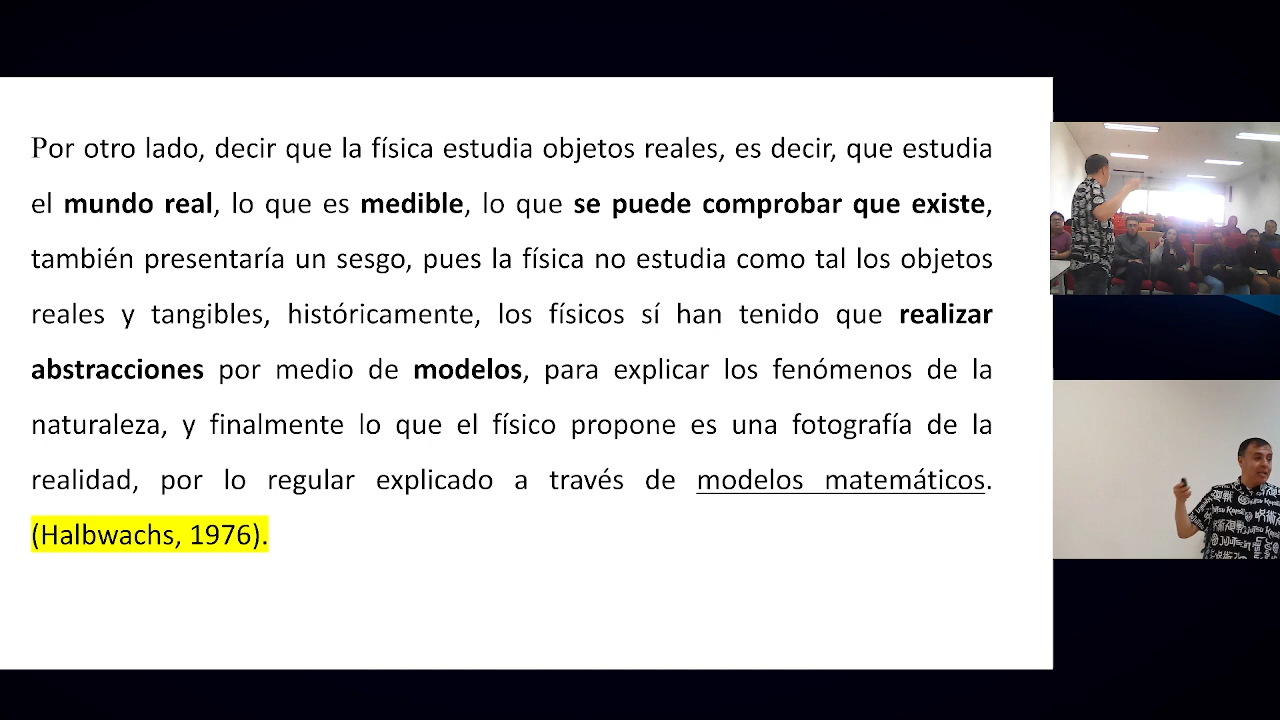 Por otro lado, decir que la física estudia objetos reales, es decir, que estudia
el mundo real, lo que es medible, lo que se puede comprobar que existe,
también presentaría un sesgo, pues la física no estudia como tal los objetos
reales y tangibles, históricamente, los físicos sí han tenido que realizar
abstracciones por medio de modelos, para explicar los fenómenos de la
naturaleza, y finalmente lo que el físico propone es una fotografía de la
realidad, por lo regular explicado a través de modelos matemáticos.
(Halbwachs, 1976).